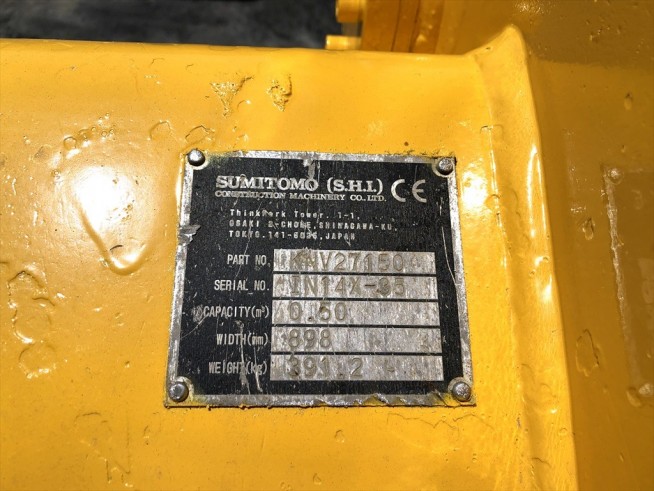 SUMITOMO (S.H.I.) CE
CONSTRUCTION MACHINERY CO., LTD.
ThinkPark Tower. 1-1,
OSAKI 2-CHOME, SHINAGAWA-KU,
TOKYO. 141-6025, JAPAN
PART NO.
SERIAL NO.
CAPACITY(m³) 0.50
WIDTH(mm) 898
WEIGHT(kg) 391.2